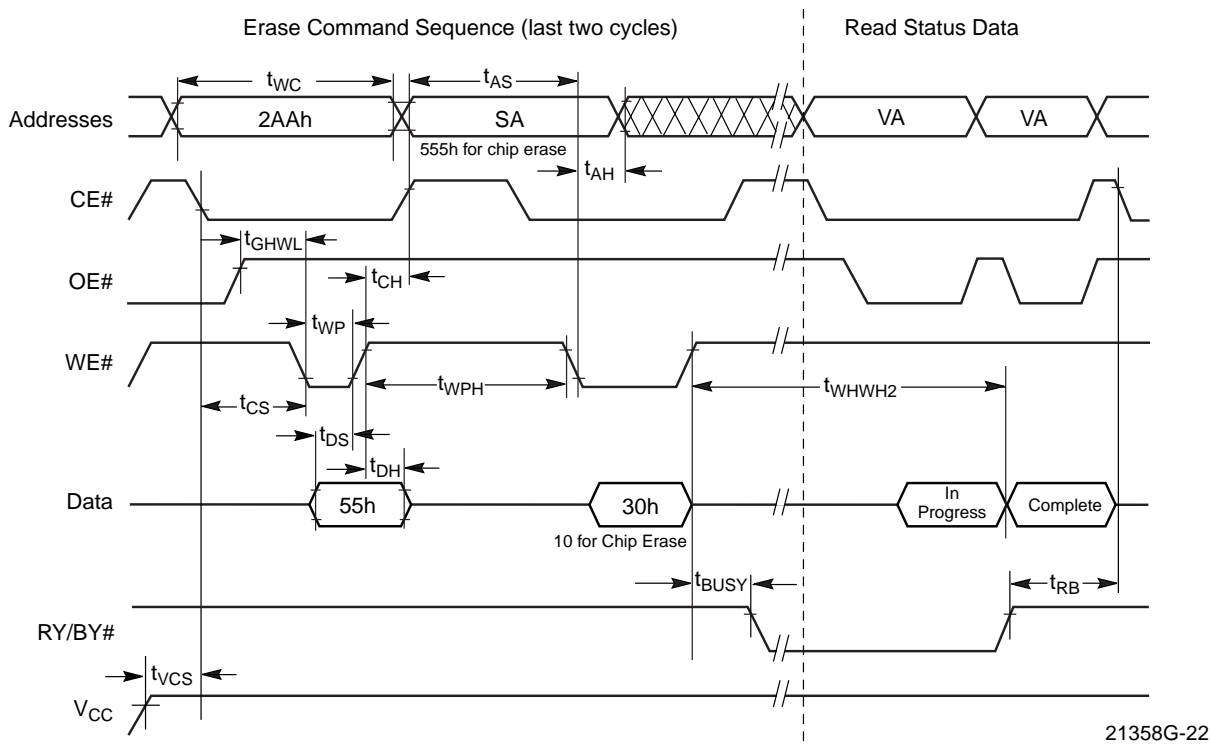 Erase Command Sequence (last two cycles)
Read Status Data
tWC
tAS
Addresses
2AAh
SA
VA
VA
555h for chip erase
tAH
CE#
tGHWL
OE#
tCH
tWP
WE#
tWPH
tWHWH2
tCS
tDS
tDH
Data
55h
30h
In
Progress
Complete
10 for Chip Erase
tBUSY
tRB
RY/BY#
tVCS
VCC
21358G-22